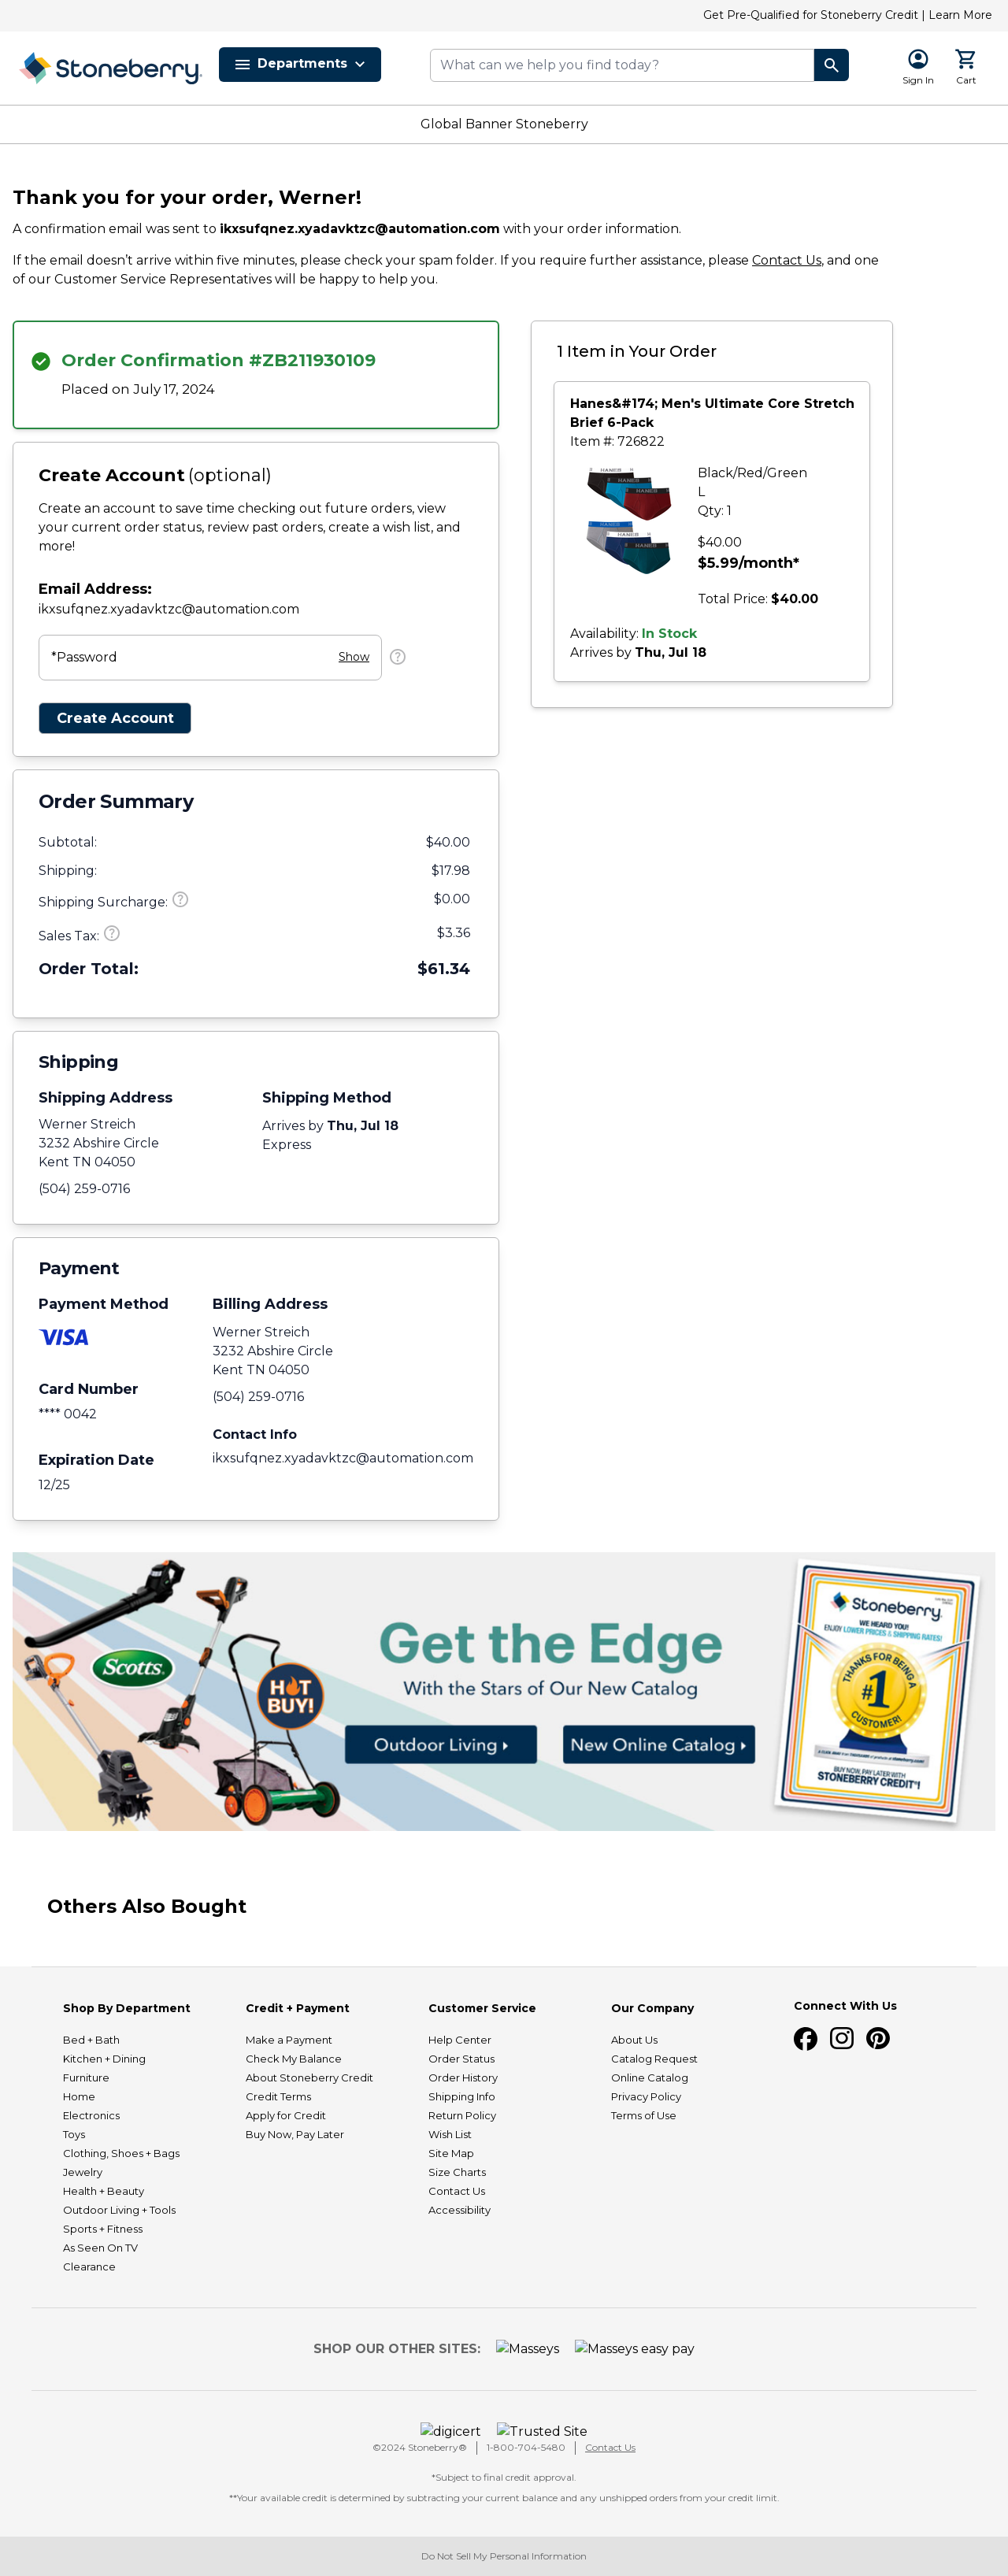 Get Pre-Qualified for Stoneberry Credit | Learn More
Stoneberry.
Departments
What can we help you find today?
Sign In
Cart
Global Banner Stoneberry
Thank you for your order, Werner!
A confirmation email was sent to ikxsufqnez.xyadavktzc@automation.com with your order information.
If the email doesn’t arrive within five minutes, please check your spam folder. If you require further assistance, please Contact Us, and one
of our Customer Service Representatives will be happy to help you.
Order Confirmation #ZB211930109
Placed on July 17, 2024
Create Account (optional)
Create an account to save time checking out future orders, view
your current order status, review past orders, create a wish list, and
more!
Email Address:
ikxsufqnez.xyadavktzc@automation.com
*Password
Show
Create Account
Order Summary
Subtotal: $40.00
Shipping: $17.98
Shipping Surcharge: $0.00
Sales Tax: $3.36
Order Total: $61.34
Shipping
Shipping Address
Werner Streich
3232 Abshire Circle
Kent TN 04050
(504) 259-0716
Shipping Method
Arrives by Thu, Jul 18
Express
Payment
Payment Method
VISA
Card Number
**** 0042
Expiration Date
12/25
Billing Address
Werner Streich
3232 Abshire Circle
Kent TN 04050
(504) 259-0716
Contact Info
ikxsufqnez.xyadavktzc@automation.com
1 Item in Your Order
Hanes&#174; Men's Ultimate Core Stretch
Brief 6-Pack
Item #: 726822
Black/Red/Green
L
Qty: 1
$40.00
$5.99/month*
Total Price: $40.00
Availability: In Stock
Arrives by Thu, Jul 18
Scotts
HOT
BUY!
Get the Edge
With the Stars of Our New Catalog
Outdoor Living
New Online Catalog
Stoneberry.
WE HEARD YOU!
ENJOY LOWER PRICES & SHIPPING RATES!
THANKS FOR BEING A
#1
CUSTOMER!
BUY NOW, PAY LATER WITH
STONEBERRY CREDIT
Others Also Bought
Shop By Department
Bed + Bath
Kitchen + Dining
Furniture
Home
Electronics
Toys
Clothing, Shoes + Bags
Jewelry
Health + Beauty
Outdoor Living + Tools
Sports + Fitness
As Seen On TV
Clearance
Credit + Payment
Make a Payment
Check My Balance
About Stoneberry Credit
Credit Terms
Apply for Credit
Buy Now, Pay Later
Customer Service
Help Center
Order Status
Order History
Shipping Info
Return Policy
Wish List
Site Map
Size Charts
Contact Us
Accessibility
Our Company
About Us
Catalog Request
Online Catalog
Privacy Policy
Terms of Use
Connect With Us
SHOP OUR OTHER SITES: Masseys Masseys easy pay
digicert Trusted Site
©2024 Stoneberry® | 1-800-704-5480 | Contact Us
*Subject to final credit approval.
**Your available credit is determined by subtracting your current balance and any unshipped orders from your credit limit.
Do Not Sell My Personal Information